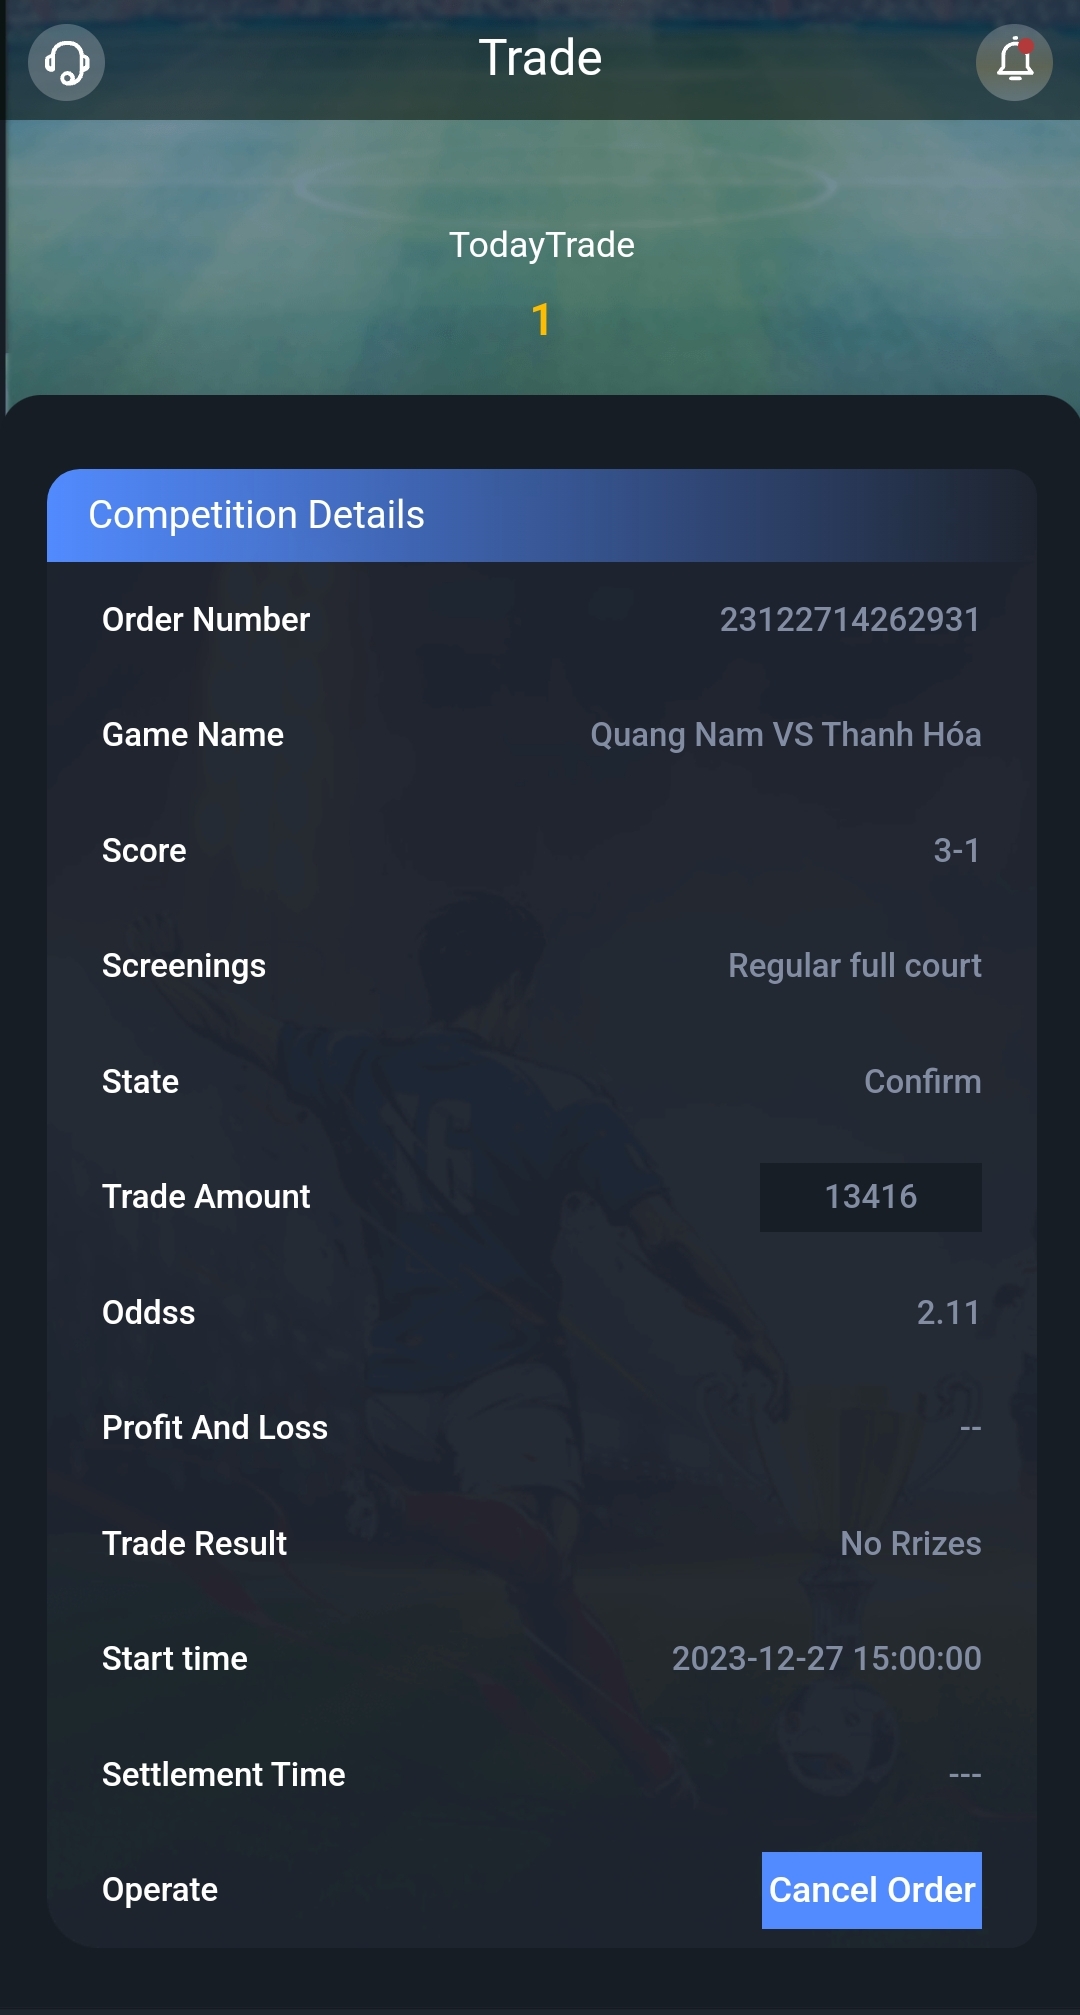 Trade
TodayTrade
1
Competition Details
Order Number 23122714262931
Game Name Quang Nam VS Thanh Hóa
Score 3-1
Screenings Regular full court
State Confirm
Trade Amount 13416
Oddss 2.11
Profit And Loss --
Trade Result No Rrizes
Start time 2023-12-27 15:00:00
Settlement Time ---
Operate Cancel Order